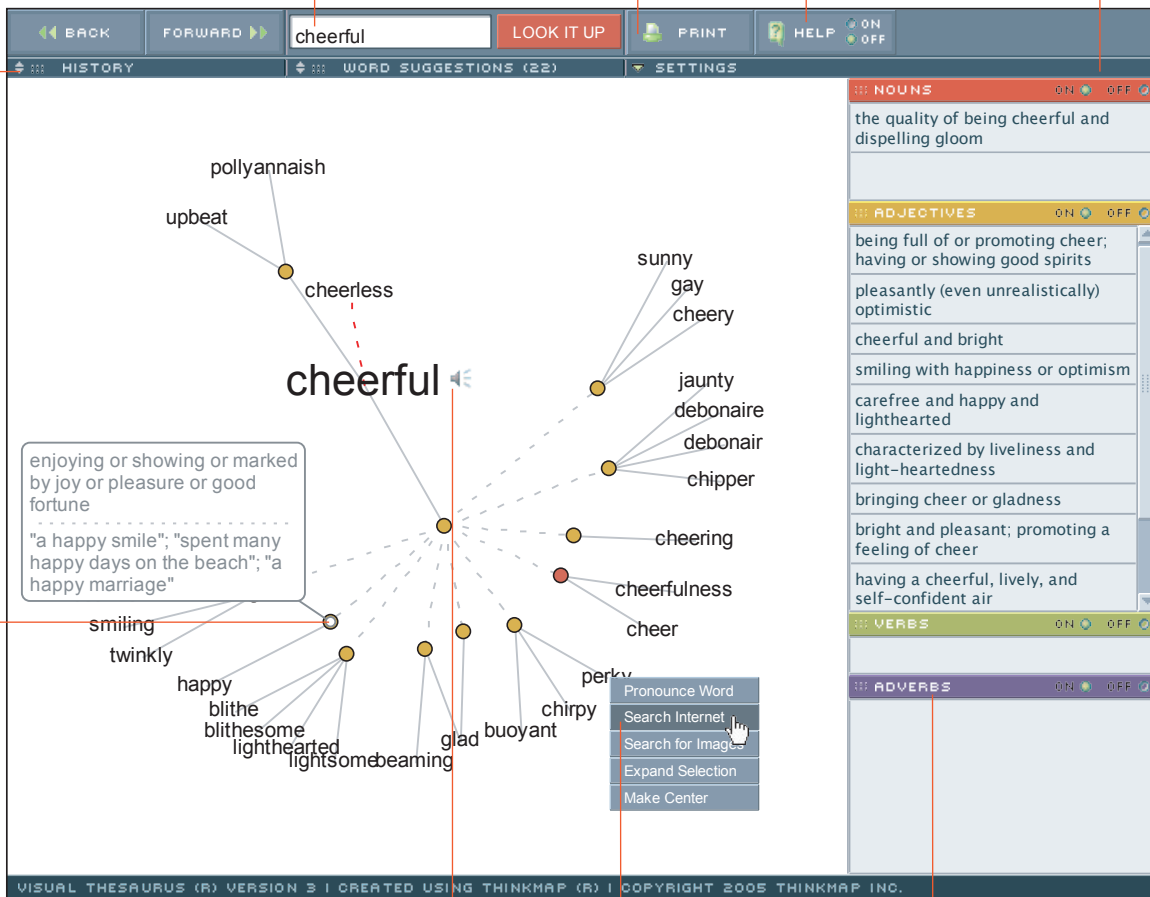 BACK
FORWARD
cheerful
LOOK IT UP
PRINT
HELP
ON
OFF
HISTORY
WORD SUGGESTIONS (22)
SETTINGS
pollyannaish
upbeat
cheerless
cheerful
sunny
gay
cheery
jaunty
debonaire
debonair
chipper
cheering
cheerfulness
cheer
enjoying or showing or marked
by joy or pleasure or good
fortune
"a happy smile"; "spent many
happy days on the beach"; "a
happy marriage"
smiling
twinkly
happy
blithe
blithesome
lighthearted
lightsome
beaming
glad
buoyant
chirpy
perky
Pronounce Word
Search Internet
Search for Images
Expand Selection
Make Center
NOUNS ON OFF
the quality of being cheerful and
dispelling gloom
ADJECTIVES ON OFF
being full of or promoting cheer;
having or showing good spirits
pleasantly (even unrealistically)
optimistic
cheerful and bright
smiling with happiness or optimism
carefree and happy and
lighthearted
characterized by liveliness and
light-heartedness
bringing cheer or gladness
bright and pleasant; promoting a
feeling of cheer
having a cheerful, lively, and
self-confident air
VERBS ON OFF
ADVERBS ON OFF
VISUAL THESAURUS (R) VERSION 3 | CREATED USING THINKMAP (R) | COPYRIGHT 2005 THINKMAP INC.